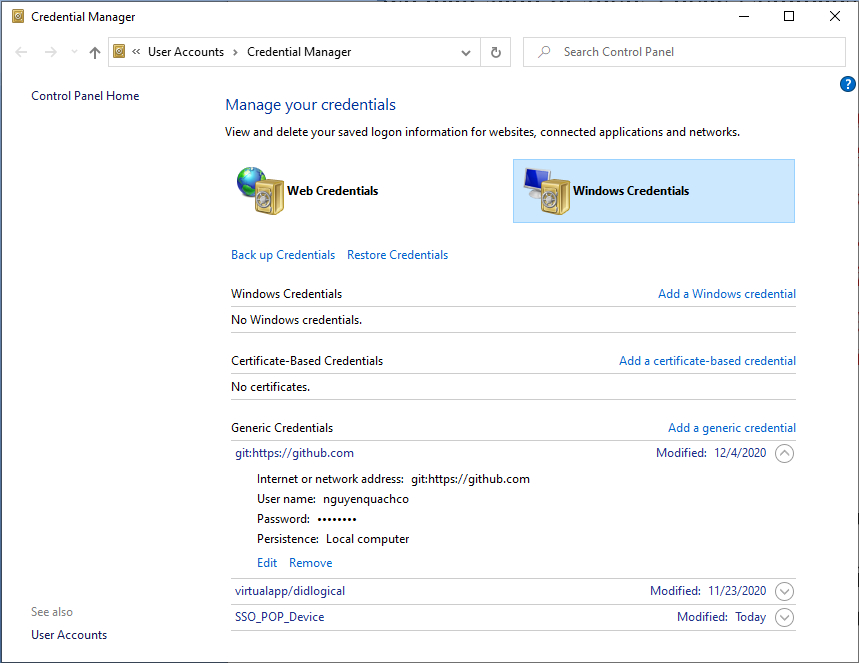 Credential Manager
« User Accounts › Credential Manager
Search Control Panel
?
Control Panel Home
Manage your credentials
View and delete your saved logon information for websites, connected applications and networks.
Web Credentials
Windows Credentials
Back up Credentials Restore Credentials
Windows Credentials Add a Windows credential
No Windows credentials.
Certificate-Based Credentials Add a certificate-based credential
No certificates.
Generic Credentials Add a generic credential
git:https://github.com Modified: 12/4/2020
Internet or network address: git:https://github.com
User name: nguyenquachco
Password: ••••••••
Persistence: Local computer
Edit Remove
virtualapp/didlogical Modified: 11/23/2020
SSO_POP_Device Modified: Today
See also
User Accounts